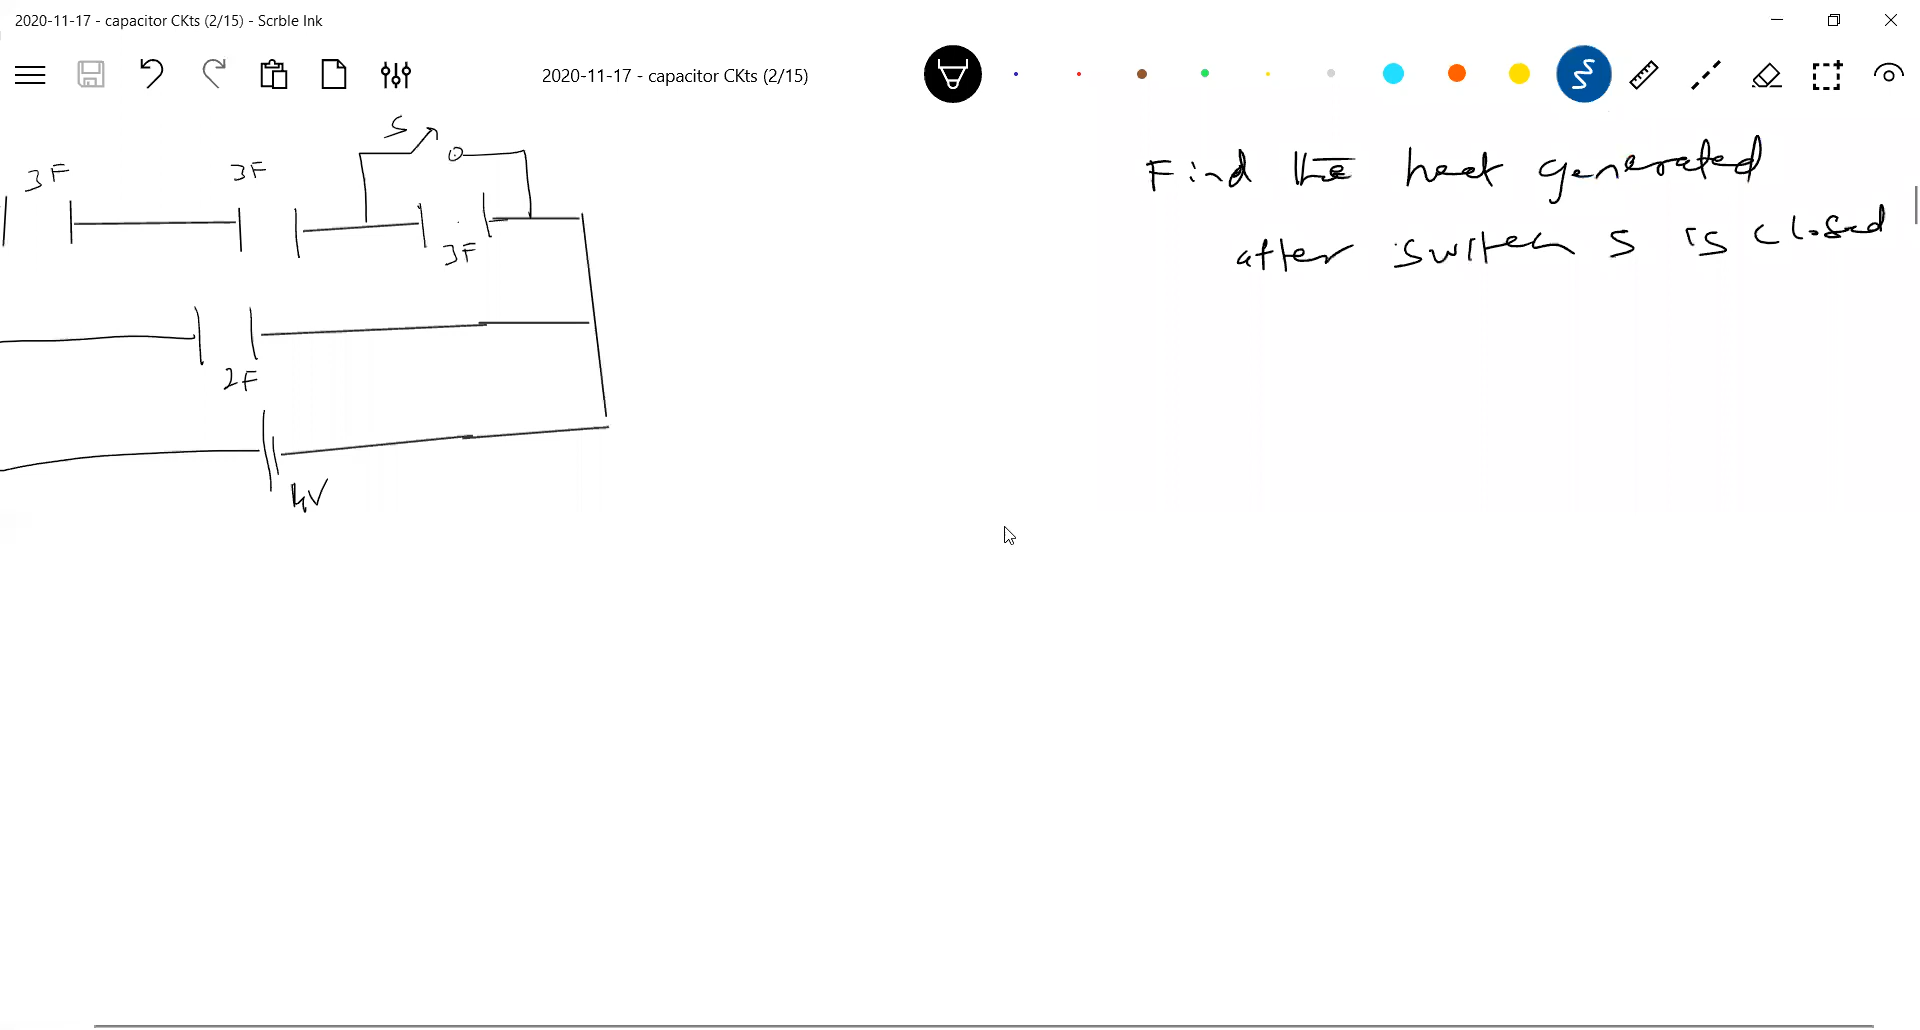 2020-11-17 - capacitor CKts (2/15) - Scrble Ink
2020-11-17 - capacitor CKts (2/15)
S
3F
3F
3F
2F
4V
Find the heat generated
after switch S is closed